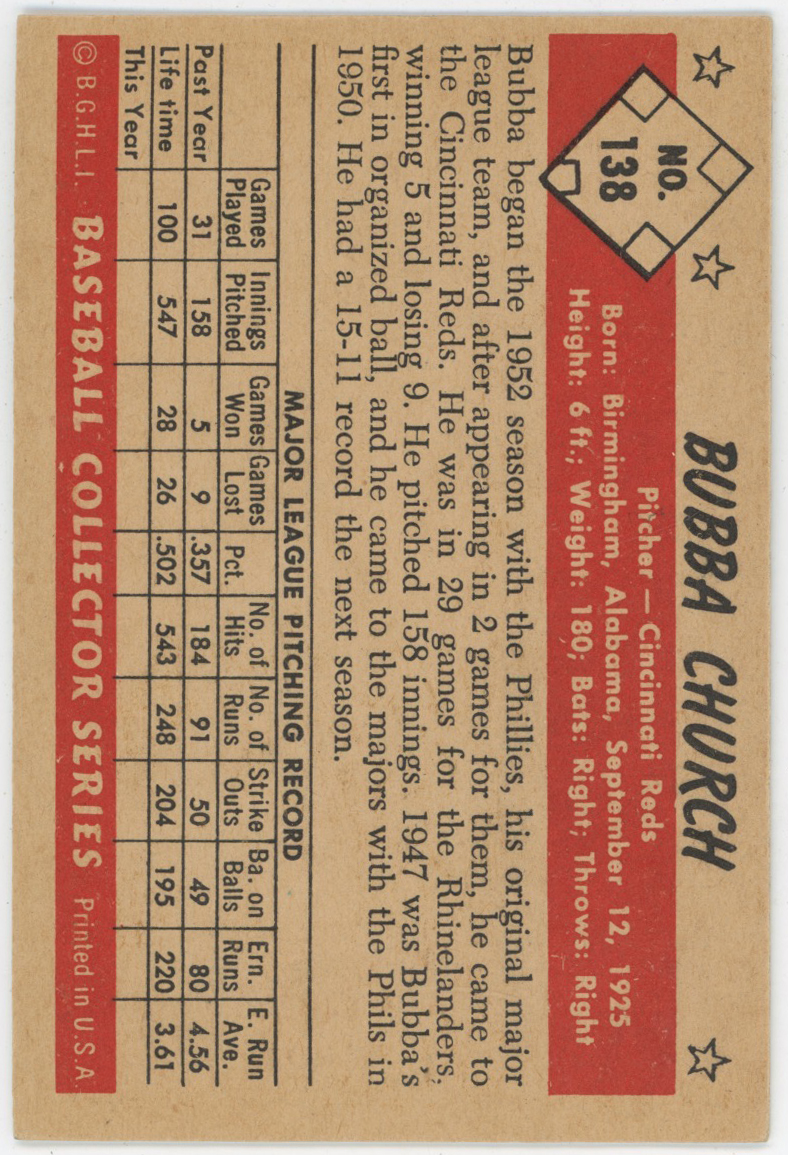 BUBBA CHURCH
NO.
138
Pitcher — Cincinnati Reds
Born: Birmingham, Alabama, September 12, 1925
Height: 6 ft.; Weight: 180; Bats: Right; Throws: Right
Bubba began the 1952 season with the Phillies, his original major
league team, and after appearing in 2 games for them, he came to
the Cincinnati Reds. He was in 29 games for the Rhinelanders,
winning 5 and losing 9. He pitched 158 innings. 1947 was Bubba's
first in organized ball, and he came to the majors with the Phils in
1950. He had a 15-11 record the next season.
MAJOR LEAGUE PITCHING RECORD
Games Innings Games Games No. of No. of Strike Ba. on Ern. E. Run
Played Pitched Won Lost Pct. Hits Runs Outs Balls Runs Ave.
Past Year 31 158 5 9 .357 184 91 50 49 80 4.56
Life time 100 547 28 26 .502 543 248 204 195 220 3.61
This Year
© B.G.H.L.I. BASEBALL COLLECTOR SERIES Printed in U.S.A.